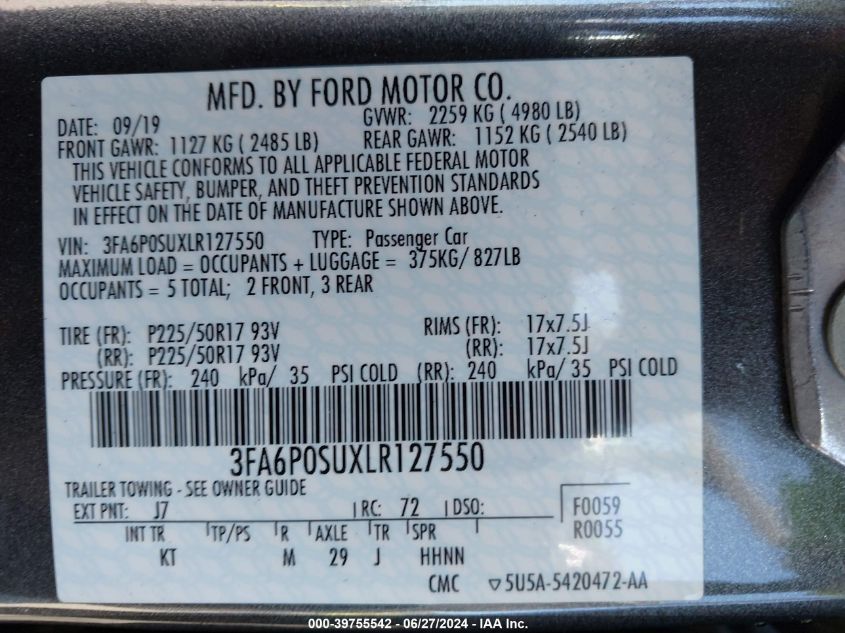 MFD. BY FORD MOTOR CO.
DATE: 09/19 GVWR: 2259 KG ( 4980 LB)
FRONT GAWR: 1127 KG ( 2485 LB) REAR GAWR: 1152 KG ( 2540 LB)
THIS VEHICLE CONFORMS TO ALL APPLICABLE FEDERAL MOTOR
VEHICLE SAFETY, BUMPER, AND THEFT PREVENTION STANDARDS
IN EFFECT ON THE DATE OF MANUFACTURE SHOWN ABOVE.
VIN: 3FA6P0SUXLR127550 TYPE: Passenger Car
MAXIMUM LOAD = OCCUPANTS + LUGGAGE = 375KG/ 827LB
OCCUPANTS = 5 TOTAL; 2 FRONT, 3 REAR
TIRE (FR): P225/50R17 93V RIMS (FR): 17x7.5J
(RR): P225/50R17 93V (RR): 17x7.5J
PRESSURE (FR): 240 kPa/ 35 PSI COLD (RR): 240 kPa/ 35 PSI COLD
3FA6P0SUXLR127550
TRAILER TOWING - SEE OWNER GUIDE
EXT PNT: J7 RC: 72 DSO: F0059
INT TR TP/PS R AXLE TR SPR R0055
KT M 29 J HHNN
CMC ▽5U5A-5420472-AA
000-39755542 - 06/27/2024 - IAA Inc.